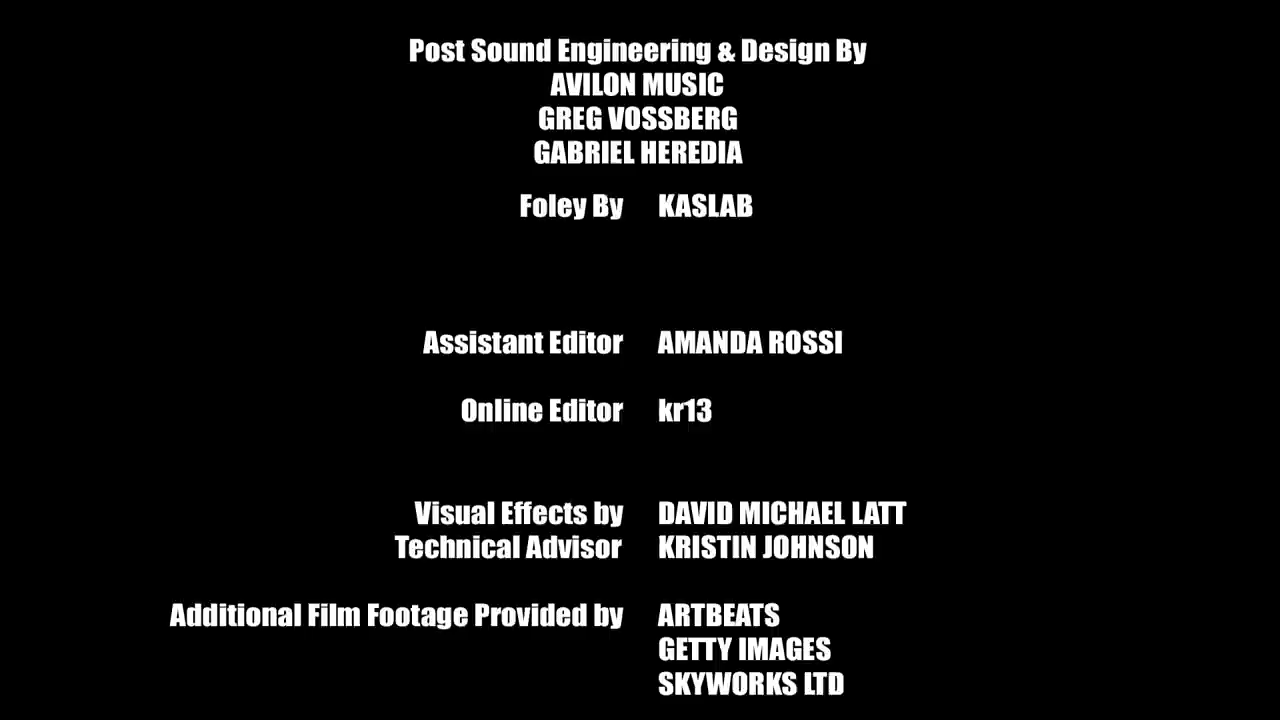 Post Sound Engineering & Design By
AVILON MUSIC
GREG VOSSBERG
GABRIEL HEREDIA
Foley By KASLAB
Assistant Editor AMANDA ROSSI
Online Editor kr13
Visual Effects by DAVID MICHAEL LATT
Technical Advisor KRISTIN JOHNSON
Additional Film Footage Provided by ARTBEATS
GETTY IMAGES
SKYWORKS LTD